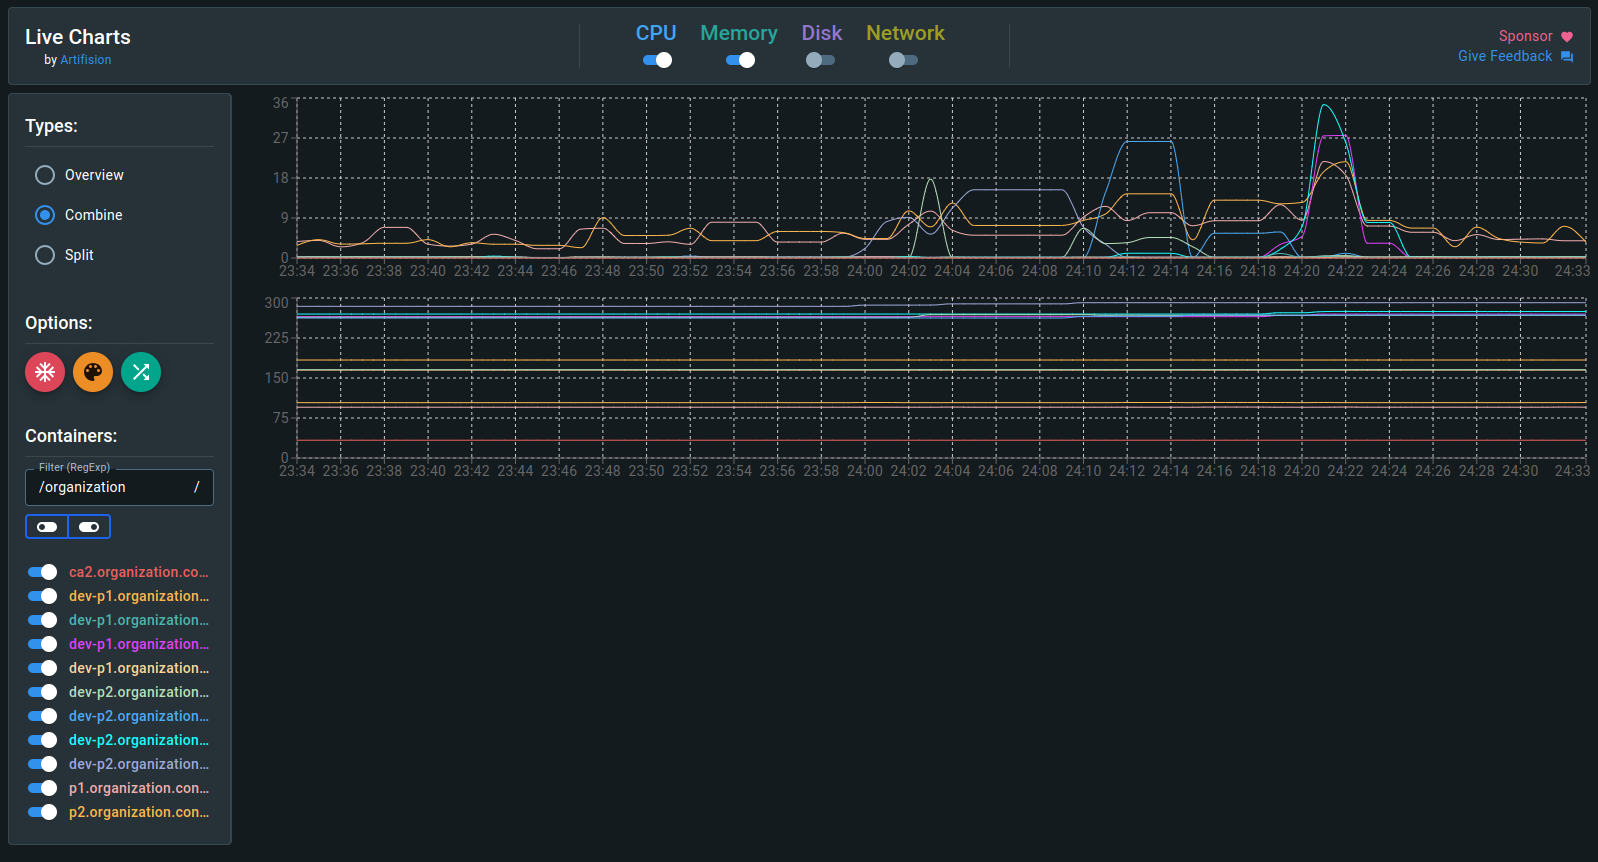 Live Charts
by Artifision
CPU Memory Disk Network
Sponsor
Give Feedback
Types:
Overview
Combine
Split
Options:
Containers:
Filter (RegExp)
/organization /
ca2.organization.co...
dev-p1.organization...
dev-p1.organization...
dev-p1.organization...
dev-p1.organization...
dev-p2.organization...
dev-p2.organization...
dev-p2.organization...
dev-p2.organization...
p1.organization.con...
p2.organization.con...
36
27
18
9
0
23:34 23:36 23:38 23:40 23:42 23:44 23:46 23:48 23:50 23:52 23:54 23:56 23:58 24:00 24:02 24:04 24:06 24:08 24:10 24:12 24:14 24:16 24:18 24:20 24:22 24:24 24:26 24:28 24:30 24:33
300
225
150
75
0
23:34 23:36 23:38 23:40 23:42 23:44 23:46 23:48 23:50 23:52 23:54 23:56 23:58 24:00 24:02 24:04 24:06 24:08 24:10 24:12 24:14 24:16 24:18 24:20 24:22 24:24 24:26 24:28 24:30 24:33